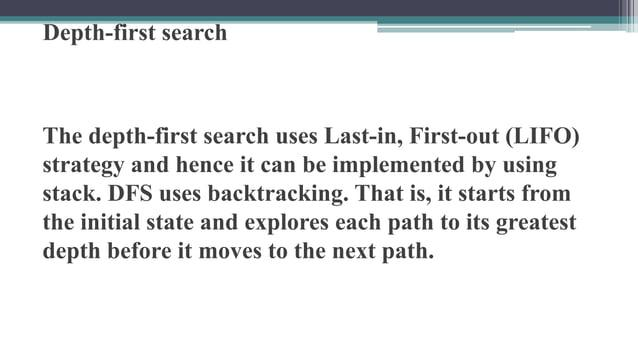 Depth-first search
The depth-first search uses Last-in, First-out (LIFO)
strategy and hence it can be implemented by using
stack. DFS uses backtracking. That is, it starts from
the initial state and explores each path to its greatest
depth before it moves to the next path.